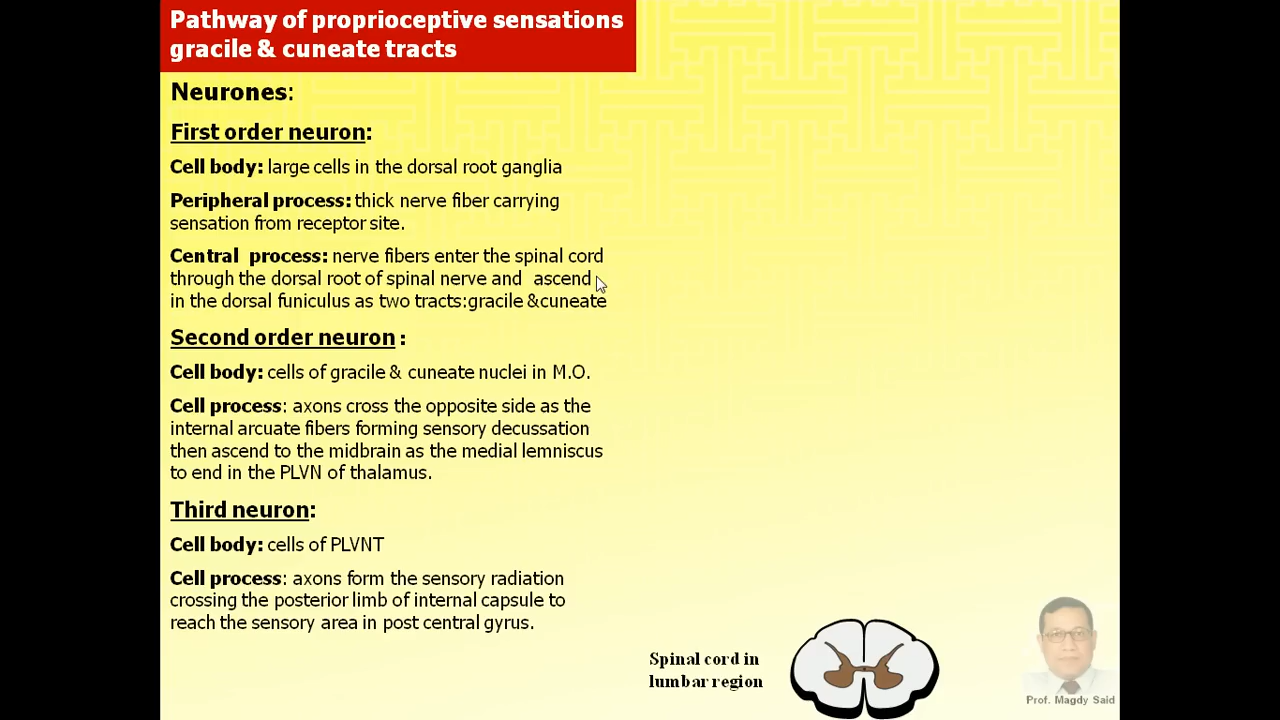 Pathway of proprioceptive sensations
gracile & cuneate tracts
Neurones:
First order neuron:
Cell body: large cells in the dorsal root ganglia
Peripheral process: thick nerve fiber carrying
sensation from receptor site.
Central process: nerve fibers enter the spinal cord
through the dorsal root of spinal nerve and ascend
in the dorsal funiculus as two tracts:gracile &cuneate
Second order neuron :
Cell body: cells of gracile & cuneate nuclei in M.O.
Cell process: axons cross the opposite side as the
internal arcuate fibers forming sensory decussation
then ascend to the midbrain as the medial lemniscus
to end in the PLVN of thalamus.
Third neuron:
Cell body: cells of PLVNT
Cell process: axons form the sensory radiation
crossing the posterior limb of internal capsule to
reach the sensory area in post central gyrus.
Spinal cord in
lumbar region
Prof. Magdy Said